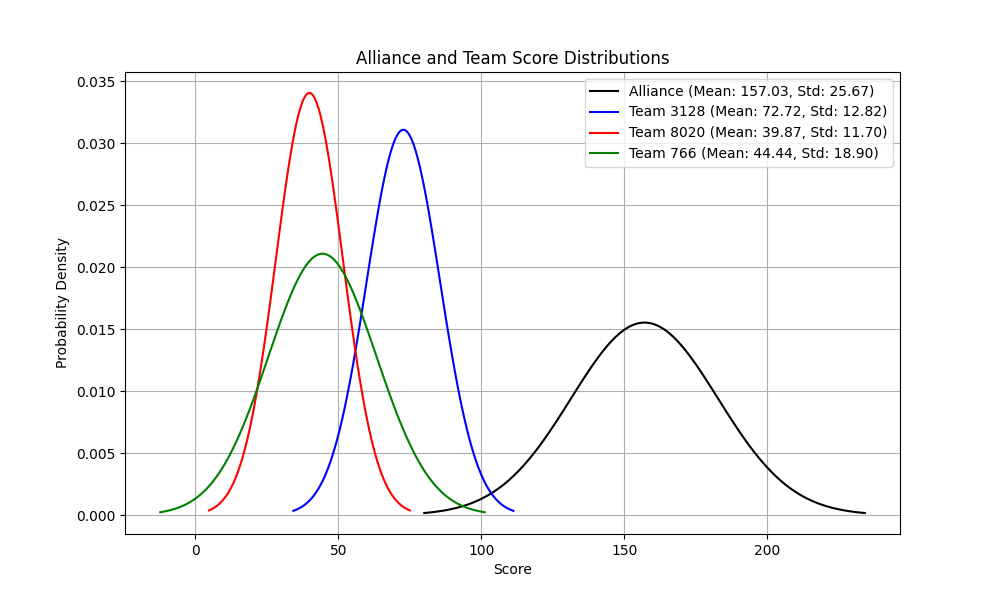 Alliance and Team Score Distributions
Alliance (Mean: 157.03, Std: 25.67)
Team 3128 (Mean: 72.72, Std: 12.82)
Team 8020 (Mean: 39.87, Std: 11.70)
Team 766 (Mean: 44.44, Std: 18.90)
Probability Density
0.035
0.030
0.025
0.020
0.015
0.010
0.005
0.000
0 50 100 150 200
Score